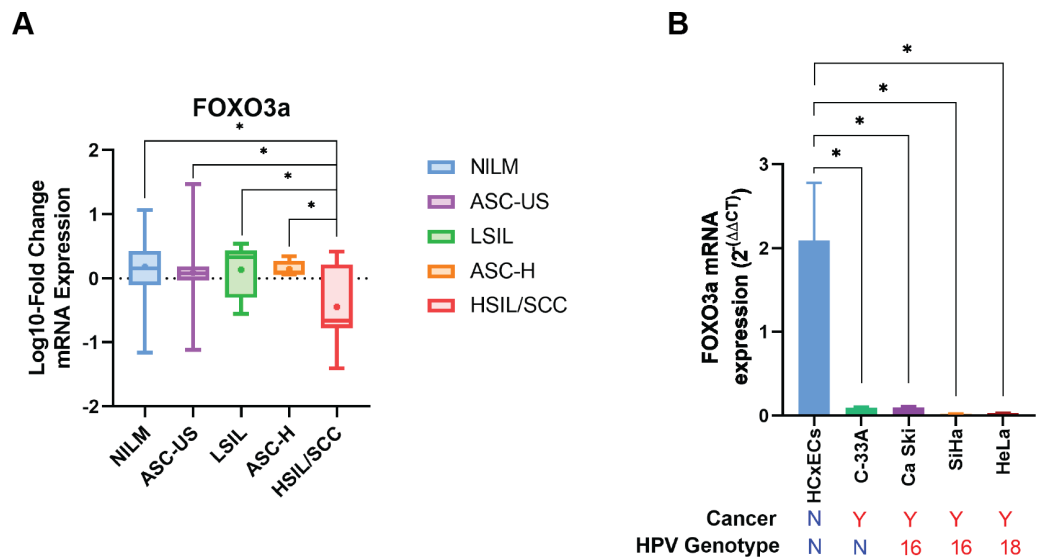 A
FOXO3a
*
*
*
*
Log10-Fold Change
mRNA Expression
2
1
0
-1
-2
NILM
ASC-US
LSIL
ASC-H
HSIL/SCC
NILM
ASC-US
LSIL
ASC-H
HSIL/SCC
B
*
*
*
*
FOXO3a mRNA
expression (2^-(ΔΔCT))
3
2
1
0
HCxECs
C-33A
Ca Ski
SiHa
HeLa
Cancer N Y Y Y Y
HPV Genotype N N 16 16 18